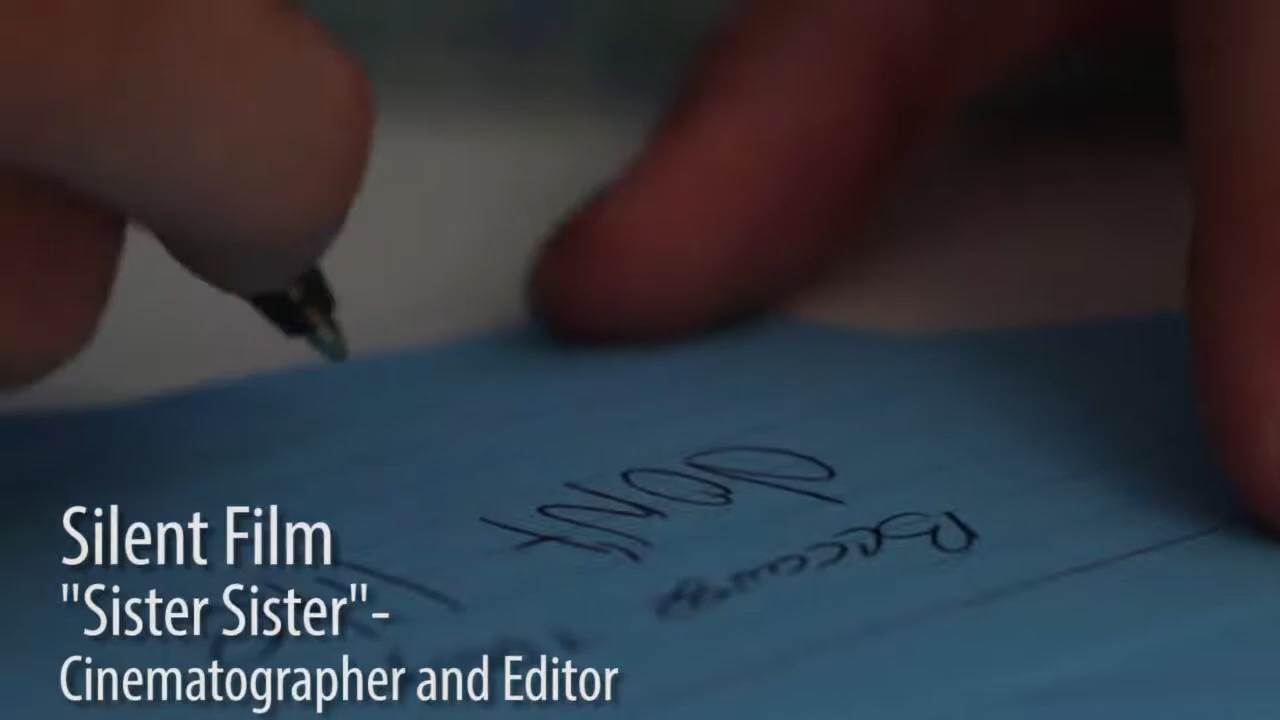 Because
dont
Silent Film
"Sister Sister"-
Cinematographer and Editor